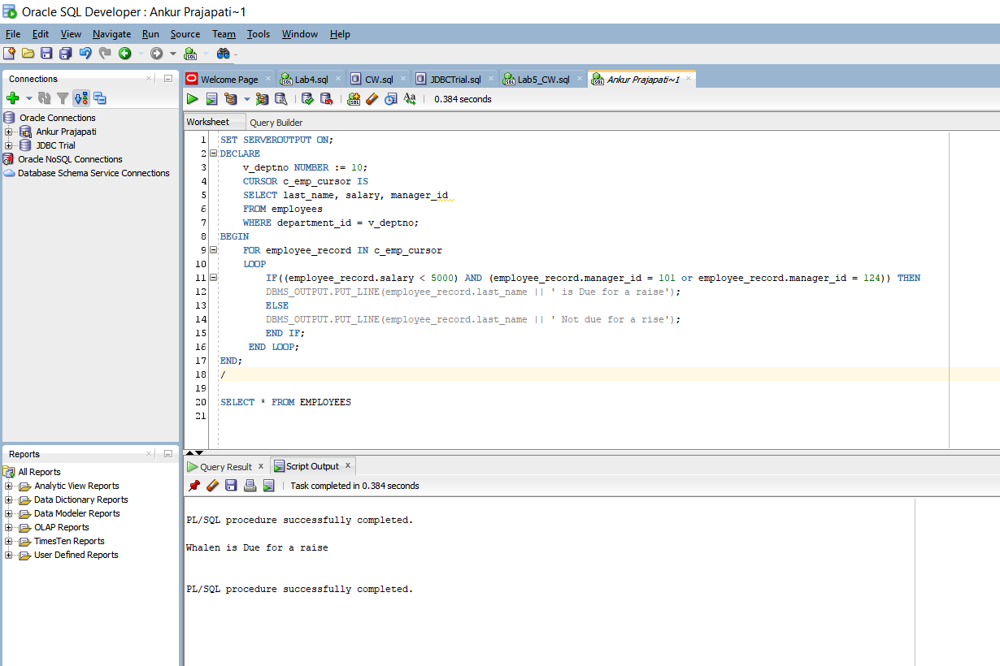 Oracle SQL Developer : Ankur Prajapati~1
File Edit View Navigate Run Source Team Tools Window Help
Connections
Oracle Connections
Ankur Prajapati
JDBC Trial
Oracle NoSQL Connections
Database Schema Service Connections
Reports
All Reports
Analytic View Reports
Data Dictionary Reports
Data Modeler Reports
OLAP Reports
TimesTen Reports
User Defined Reports
Welcome Page Lab4.sql CW.sql JDBCTrial.sql Lab5_CW.sql Ankur Prajapati~1
0.384 seconds
Worksheet Query Builder
1 SET SERVEROUTPUT ON;
2 DECLARE
3 v_deptno NUMBER := 10;
4 CURSOR c_emp_cursor IS
5 SELECT last_name, salary, manager_id
6 FROM employees
7 WHERE department_id = v_deptno;
8 BEGIN
9 FOR employee_record IN c_emp_cursor
10 LOOP
11 IF((employee_record.salary < 5000) AND (employee_record.manager_id = 101 or employee_record.manager_id = 124)) THEN
12 DBMS_OUTPUT.PUT_LINE(employee_record.last_name || ' is Due for a raise');
13 ELSE
14 DBMS_OUTPUT.PUT_LINE(employee_record.last_name || ' Not due for a rise');
15 END IF;
16 END LOOP;
17 END;
18 /
19
20 SELECT * FROM EMPLOYEES
21
Query Result x Script Output x
Task completed in 0.384 seconds
PL/SQL procedure successfully completed.
Whalen is Due for a raise
PL/SQL procedure successfully completed.